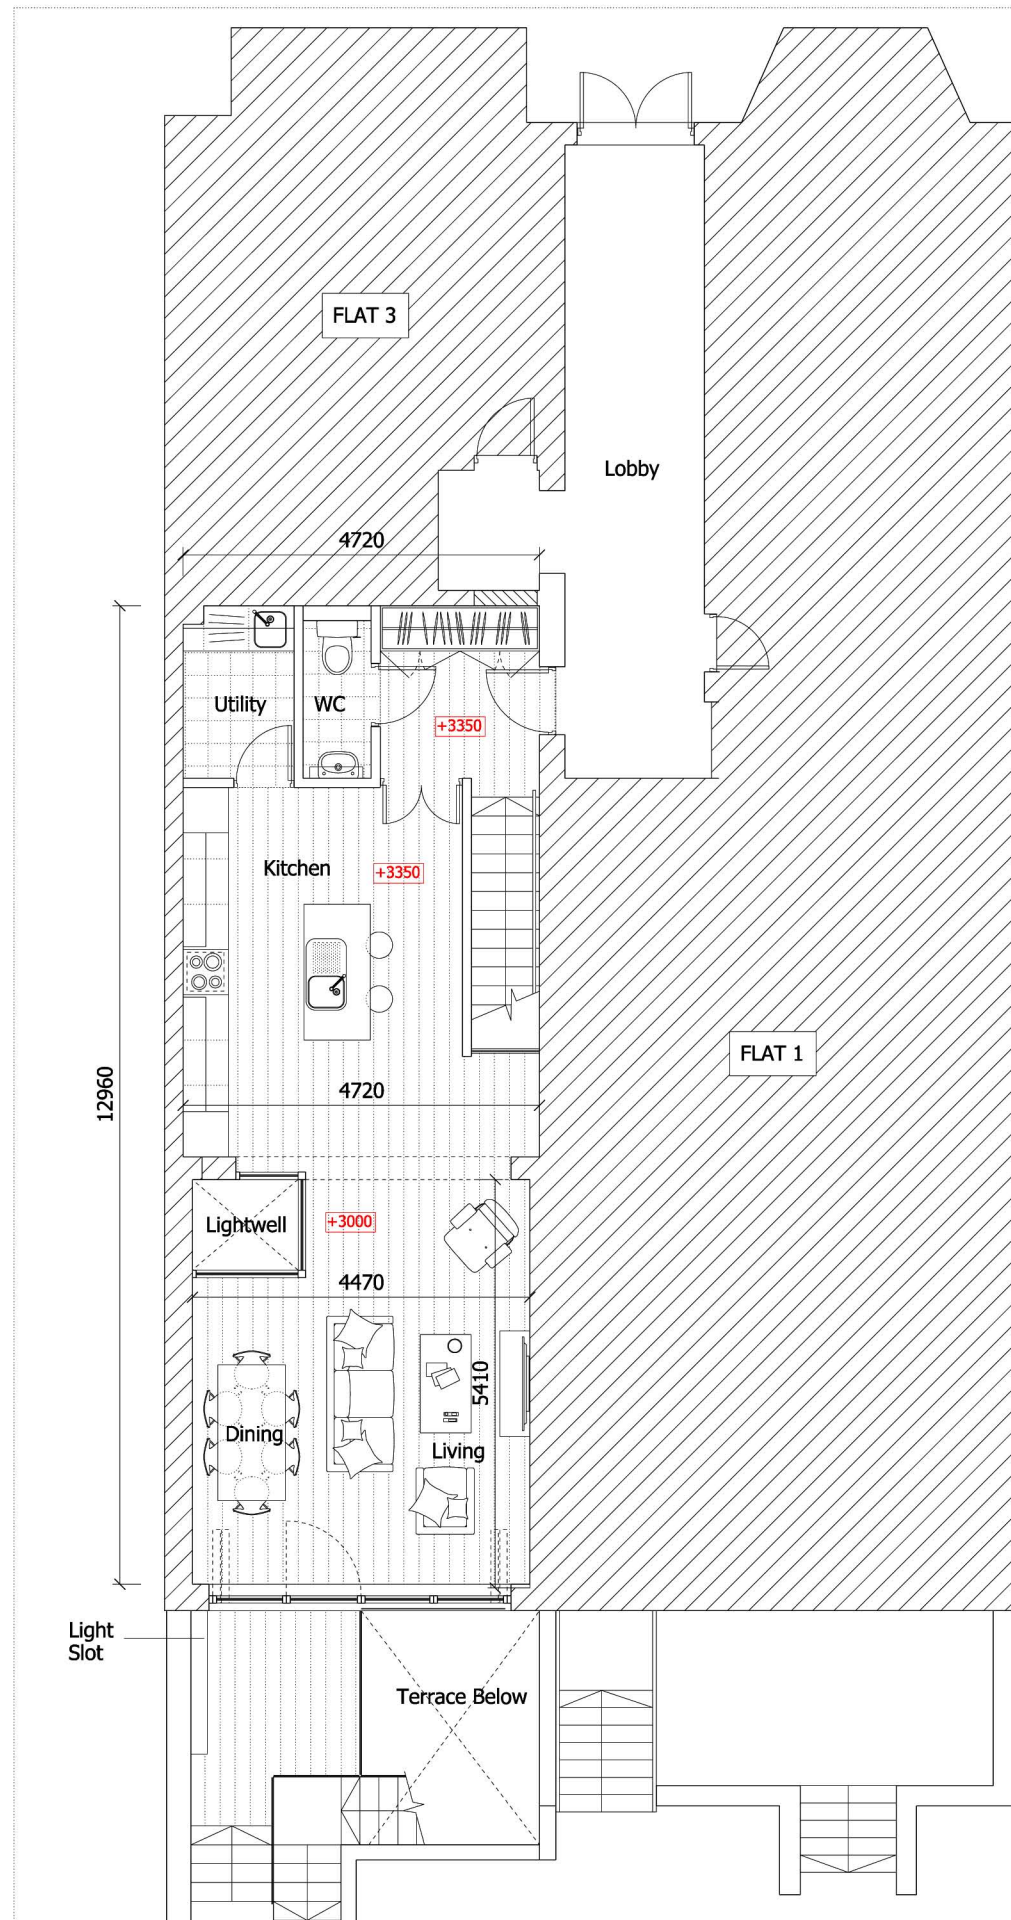 FLAT 3
Lobby
4720
Utility
WC
+3350
Kitchen
+3350
FLAT 1
12960
4720
Lightwell
+3000
4470
5410
Dining
Living
Light
Slot
Terrace Below